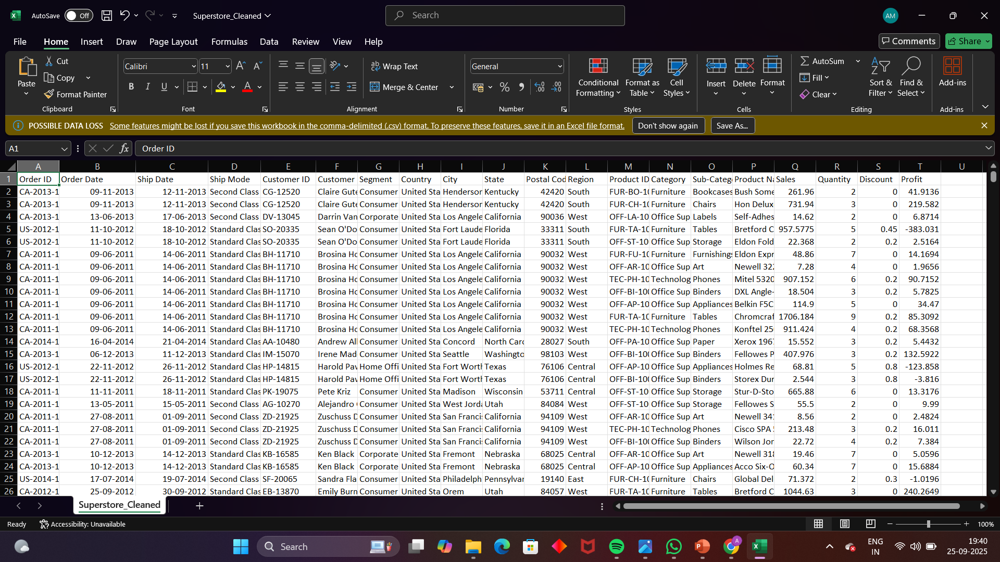 AutoSave Off Superstore_Cleaned Search AM
File Home Insert Draw Page Layout Formulas Data Review View Help Comments Share
Paste Cut Copy Format Painter Clipboard
Calibri 11 B I U A Font
Wrap Text Merge & Center Alignment
General % Number
Conditional Formatting Format as Table Cell Styles Styles
Insert Delete Format Cells
AutoSum Fill Clear Sort & Filter Find & Select Editing
Add-ins Add-ins
POSSIBLE DATA LOSS Some features might be lost if you save this workbook in the comma-delimited (.csv) format. To preserve these features, save it in an Excel file format. Don't show again Save As...
A1 fx Order ID
A B C D E F G H I J K L M N O P Q R S T U
1 Order ID Order Date Ship Date Ship Mode Customer ID Customer Segment Country City State Postal Cod Region Product ID Category Sub-Categ Product Na Sales Quantity Discount Profit
2 CA-2013-1 09-11-2013 12-11-2013 Second Class CG-12520 Claire Gute Consumer United Sta Henderson Kentucky 42420 South FUR-BO-10 Furniture Bookcases Bush Some 261.96 2 0 41.9136
3 CA-2013-1 09-11-2013 12-11-2013 Second Class CG-12520 Claire Gute Consumer United Sta Henderson Kentucky 42420 South FUR-CH-10 Furniture Chairs Hon Delux 731.94 3 0 219.582
4 CA-2013-1 13-06-2013 17-06-2013 Second Class DV-13045 Darrin Van Corporate United Sta Los Angele California 90036 West OFF-LA-10 Office Sup Labels Self-Adhes 14.62 2 0 6.8714
5 US-2012-1 11-10-2012 18-10-2012 Standard Clas SO-20335 Sean O'Do Consumer United Sta Fort Laude Florida 33311 South FUR-TA-10 Furniture Tables Bretford C 957.5775 5 0.45 -383.031
6 US-2012-1 11-10-2012 18-10-2012 Standard Clas SO-20335 Sean O'Do Consumer United Sta Fort Laude Florida 33311 South OFF-ST-10 Office Sup Storage Eldon Fold 22.368 2 0.2 2.5164
7 CA-2011-1 09-06-2011 14-06-2011 Standard Clas BH-11710 Brosina Ho Consumer United Sta Los Angele California 90032 West FUR-FU-10 Furniture Furnishings Eldon Expr 48.86 7 0 14.1694
8 CA-2011-1 09-06-2011 14-06-2011 Standard Clas BH-11710 Brosina Ho Consumer United Sta Los Angele California 90032 West OFF-AR-10 Office Sup Art Newell 322 7.28 4 0 1.9656
9 CA-2011-1 09-06-2011 14-06-2011 Standard Clas BH-11710 Brosina Ho Consumer United Sta Los Angele California 90032 West TEC-PH-10 Technolog Phones Mitel 5320 907.152 6 0.2 90.7152
10 CA-2011-1 09-06-2011 14-06-2011 Standard Clas BH-11710 Brosina Ho Consumer United Sta Los Angele California 90032 West OFF-BI-100 Office Sup Binders DXL Angle- 18.504 3 0.2 5.7825
11 CA-2011-1 09-06-2011 14-06-2011 Standard Clas BH-11710 Brosina Ho Consumer United Sta Los Angele California 90032 West OFF-AP-10 Office Sup Appliances Belkin F5C 114.9 5 0 34.47
12 CA-2011-1 09-06-2011 14-06-2011 Standard Clas BH-11710 Brosina Ho Consumer United Sta Los Angele California 90032 West FUR-TA-10 Furniture Tables Chromcraf 1706.184 9 0.2 85.3092
13 CA-2011-1 09-06-2011 14-06-2011 Standard Clas BH-11710 Brosina Ho Consumer United Sta Los Angele California 90032 West TEC-PH-10 Technolog Phones Konftel 25 911.424 4 0.2 68.3568
14 CA-2014-1 16-04-2014 21-04-2014 Standard Clas AA-10480 Andrew All Consumer United Sta Concord North Caro 28027 South OFF-PA-10 Office Sup Paper Xerox 1967 15.552 3 0.2 5.4432
15 CA-2013-1 06-12-2013 11-12-2013 Standard Clas IM-15070 Irene Mad Consumer United Sta Seattle Washingto 98103 West OFF-BI-100 Office Sup Binders Fellowes P 407.976 3 0.2 132.5922
16 US-2012-1 22-11-2012 26-11-2012 Standard Clas HP-14815 Harold Pav Home Offi United Sta Fort Worth Texas 76106 Central OFF-AP-10 Office Sup Appliances Holmes Re 68.81 5 0.8 -123.858
17 US-2012-1 22-11-2012 26-11-2012 Standard Clas HP-14815 Harold Pav Home Offi United Sta Fort Worth Texas 76106 Central OFF-BI-100 Office Sup Binders Storex Dur 2.544 3 0.8 -3.816
18 CA-2011-1 11-11-2011 18-11-2011 Standard Clas PK-19075 Pete Kriz Consumer United Sta Madison Wisconsin 53711 Central OFF-ST-10 Office Sup Storage Stur-D-Sto 665.88 6 0 13.3176
19 CA-2011-1 13-05-2011 15-05-2011 Second Class AG-10270 Alejandro Consumer United Sta West Jorda Utah 84084 West OFF-ST-10 Office Sup Storage Fellowes S 55.5 2 0 9.99
20 CA-2011-1 27-08-2011 01-09-2011 Second Class ZD-21925 Zuschuss D Consumer United Sta San Franci California 94109 West OFF-AR-10 Office Sup Art Newell 341 8.56 2 0 2.4824
21 CA-2011-1 27-08-2011 01-09-2011 Second Class ZD-21925 Zuschuss D Consumer United Sta San Franci California 94109 West TEC-PH-10 Technolog Phones Cisco SPA 213.48 3 0.2 16.011
22 CA-2011-1 27-08-2011 01-09-2011 Second Class ZD-21925 Zuschuss D Consumer United Sta San Franci California 94109 West OFF-BI-100 Office Sup Binders Wilson Jor 22.72 4 0.2 7.384
23 CA-2013-1 10-12-2013 14-12-2013 Standard Clas KB-16585 Ken Black Corporate United Sta Fremont Nebraska 68025 Central OFF-AR-10 Office Sup Art Newell 318 19.46 7 0 5.0596
24 CA-2013-1 10-12-2013 14-12-2013 Standard Clas KB-16585 Ken Black Corporate United Sta Fremont Nebraska 68025 Central OFF-AP-10 Office Sup Appliances Acco Six-O 60.34 7 0 15.6884
25 US-2014-1 17-07-2014 19-07-2014 Second Class SF-20065 Sandra Fla Consumer United Sta Philadelph Pennsylvan 19140 East FUR-CH-10 Furniture Chairs Global Del 71.372 2 0.3 -1.0196
26 CA-2012-1 25-09-2012 30-09-2012 Standard Clas EB-13870 Emily Burn Consumer United Sta Orem Utah 84057 West FUR-TA-10 Furniture Tables Bretford C 1044.63 3 0 240.2649
Superstore_Cleaned
Ready Accessibility: Unavailable 100%
Search ENG IN 19:40 25-09-2025